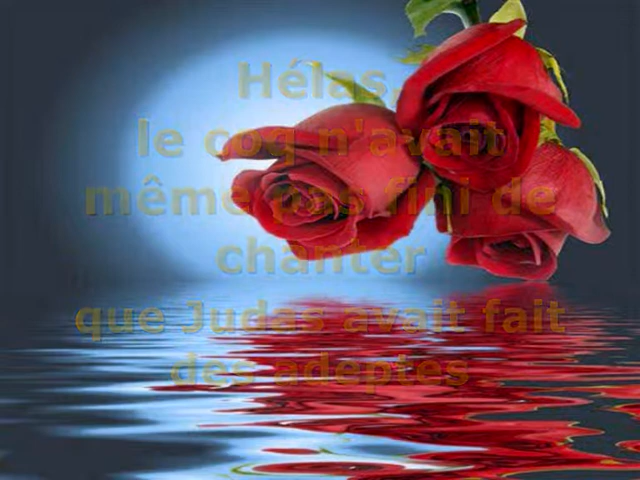 Hélas,
le coq n'avait
même pas fini de
chanter
que Judas avait fait
des adeptes